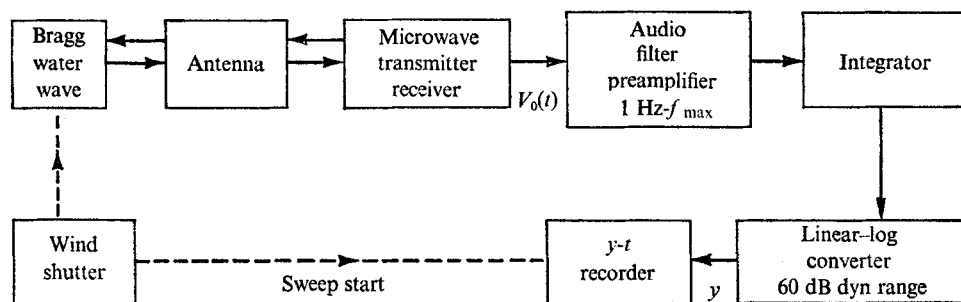 Bragg
water
wave
Antenna
Microwave
transmitter
receiver
V₀(t)
Audio
filter
preamplifier
1 Hz-f max
Integrator
Wind
shutter
Sweep start
y-t
recorder
y
Linear–log
converter
60 dB dyn range